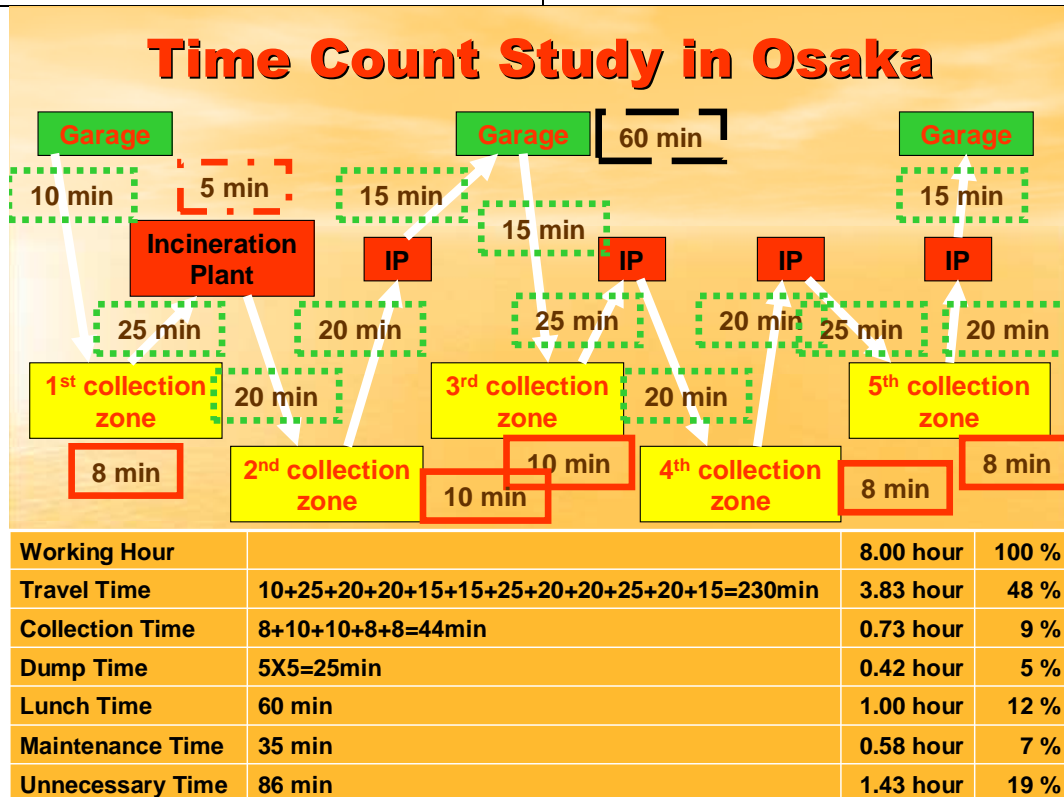 Time Count Study in Osaka
Garage
Garage
60 min
Garage
10 min
5 min
15 min
15 min
15 min
Incineration
Plant
IP
IP
IP
IP
25 min
20 min
25 min
20 min
25 min
20 min
1st collection
zone
20 min
3rd collection
zone
20 min
5th collection
zone
8 min
2nd collection
zone
10 min
10 min
4th collection
zone
8 min
8 min
Working Hour 8.00 hour 100 %
Travel Time 10+25+20+20+15+15+25+20+20+25+20+15=230min 3.83 hour 48 %
Collection Time 8+10+10+8+8=44min 0.73 hour 9 %
Dump Time 5X5=25min 0.42 hour 5 %
Lunch Time 60 min 1.00 hour 12 %
Maintenance Time 35 min 0.58 hour 7 %
Unnecessary Time 86 min 1.43 hour 19 %